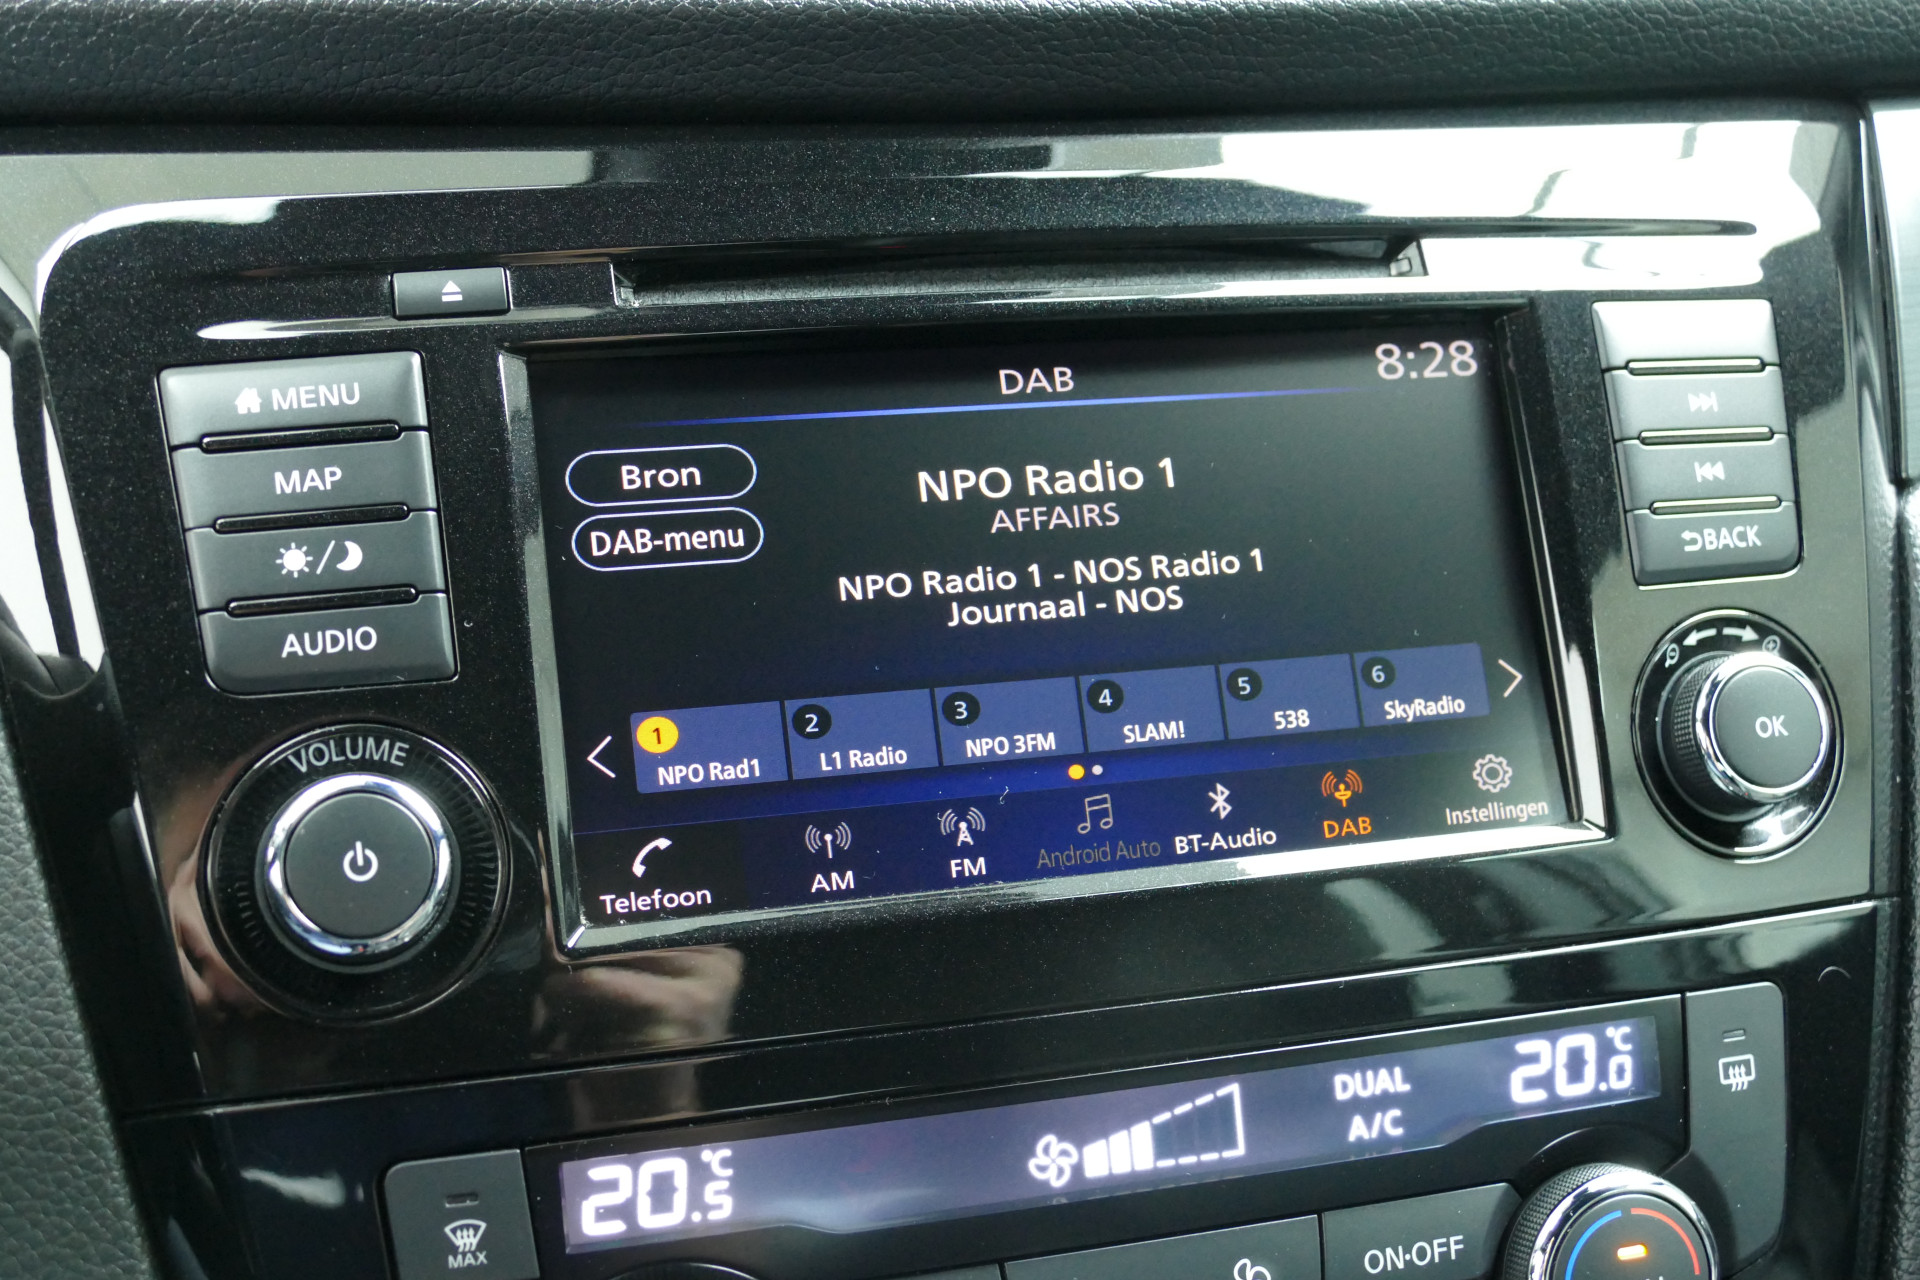 MENU
MAP
AUDIO
VOLUME
DAB
8:28
Bron
DAB-menu
NPO Radio 1
AFFAIRS
NPO Radio 1 - NOS Radio 1
Journaal - NOS
1 NPO Rad1
2 L1 Radio
3 NPO 3FM
4 SLAM!
5 538
6 SkyRadio
Telefoon
AM
FM
Android Auto
BT-Audio
DAB
Instellingen
BACK
OK
20.5 °C
DUAL
A/C
20.0 °C
MAX
ON·OFF